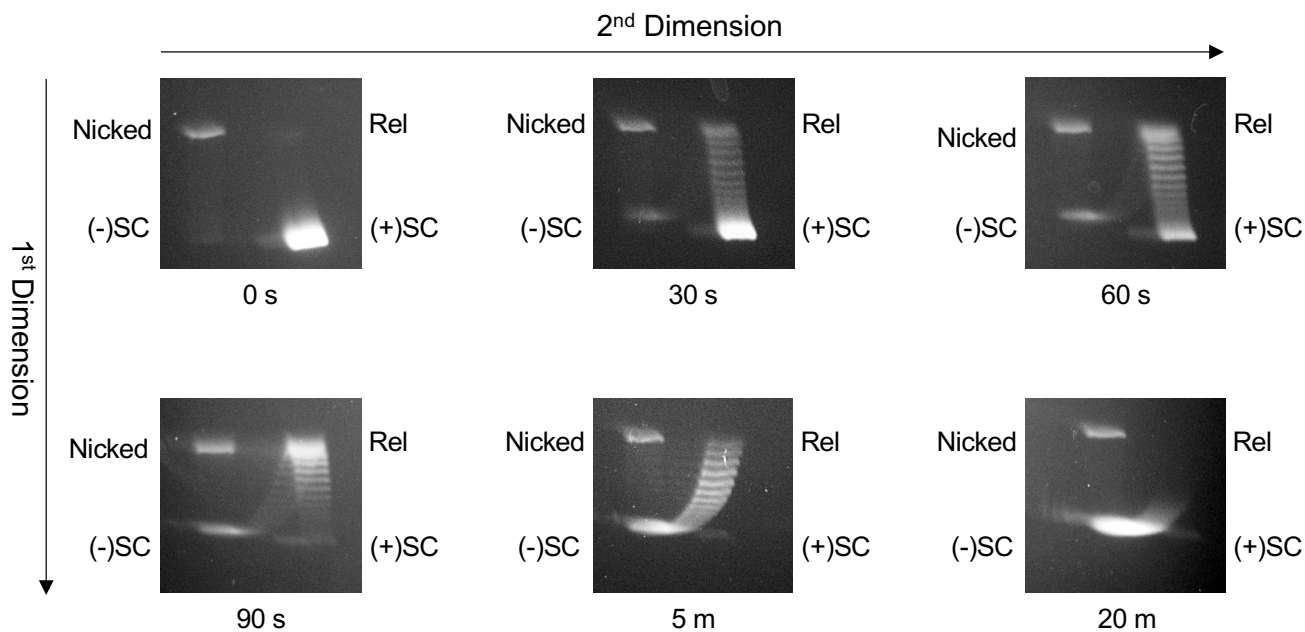 2nd Dimension
1st Dimension
Nicked Rel
(-)SC (+)SC
0 s
Nicked Rel
(-)SC (+)SC
30 s
Nicked Rel
(-)SC (+)SC
60 s
Nicked Rel
(-)SC (+)SC
90 s
Nicked Rel
(-)SC (+)SC
5 m
Nicked Rel
(-)SC (+)SC
20 m